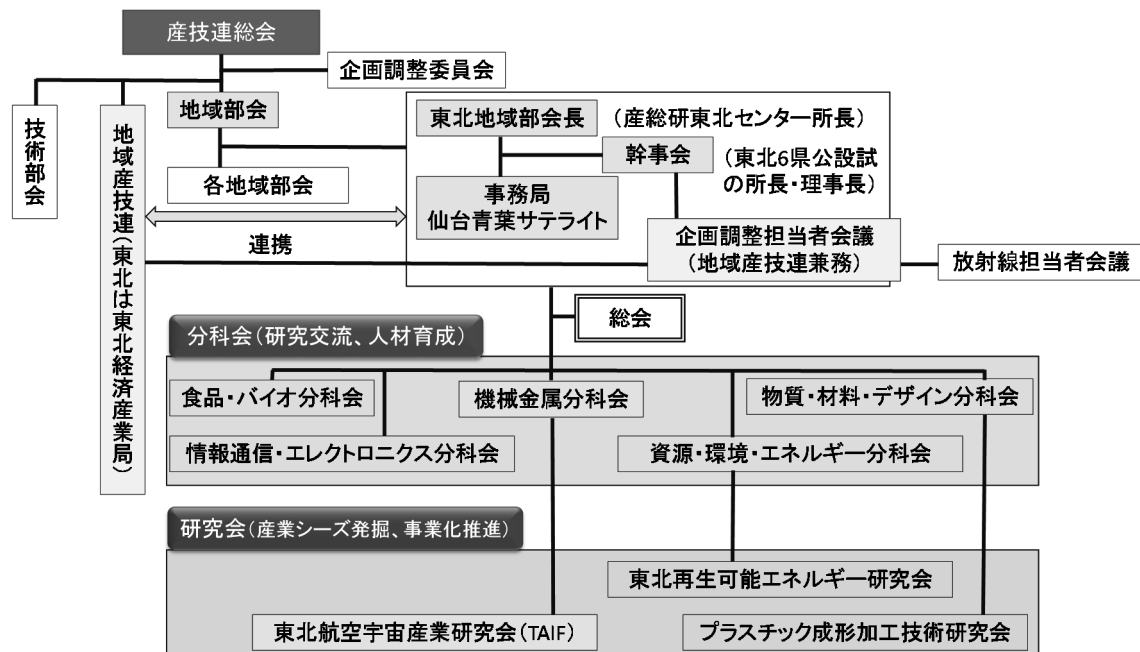 産技連総会
企画調整委員会
技術部会
地域産技連(東北は東北経済産業局)
地域部会
各地域部会
連携
東北地域部会長
(産総研東北センター所長)
幹事会
(東北6県公設試
の所長・理事長)
事務局
仙台青葉サテライト
企画調整担当者会議
(地域産技連兼務)
放射線担当者会議
総会
分科会(研究交流、人材育成)
食品・バイオ分科会
機械金属分科会
物質・材料・デザイン分科会
情報通信・エレクトロニクス分科会
資源・環境・エネルギー分科会
研究会(産業シーズ発掘、事業化推進)
東北再生可能エネルギー研究会
東北航空宇宙産業研究会(TAIF)
プラスチック成形加工技術研究会